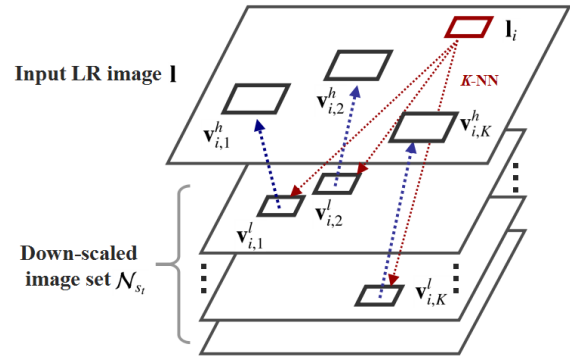 l_i
Input LR image l
K-NN
v^h_{i,2}
v^h_{i,1}
v^h_{i,K}
v^l_{i,2}
v^l_{i,1}
Down-scaled
image set N_{s_t}
v^l_{i,K}